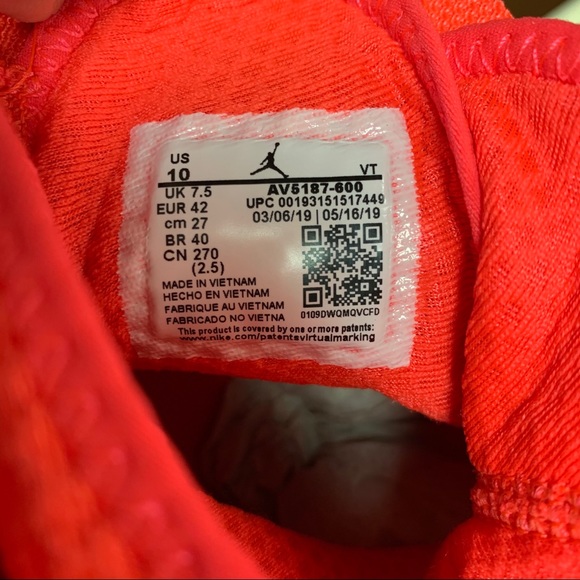 US
10
VT
UK 7.5
AV5187-600
EUR 42
UPC 00193151517449
cm 27
03/06/19 | 05/16/19
BR 40
CN 270
(2.5)
MADE IN VIETNAM
HECHO EN VIETNAM
FABRIQUE AU VIETNAM
FABRICADO NO VIETNA
0109DWQMQVCFD
This product is covered by one or more patents:
www.nike.com/patentsvirtualmarking